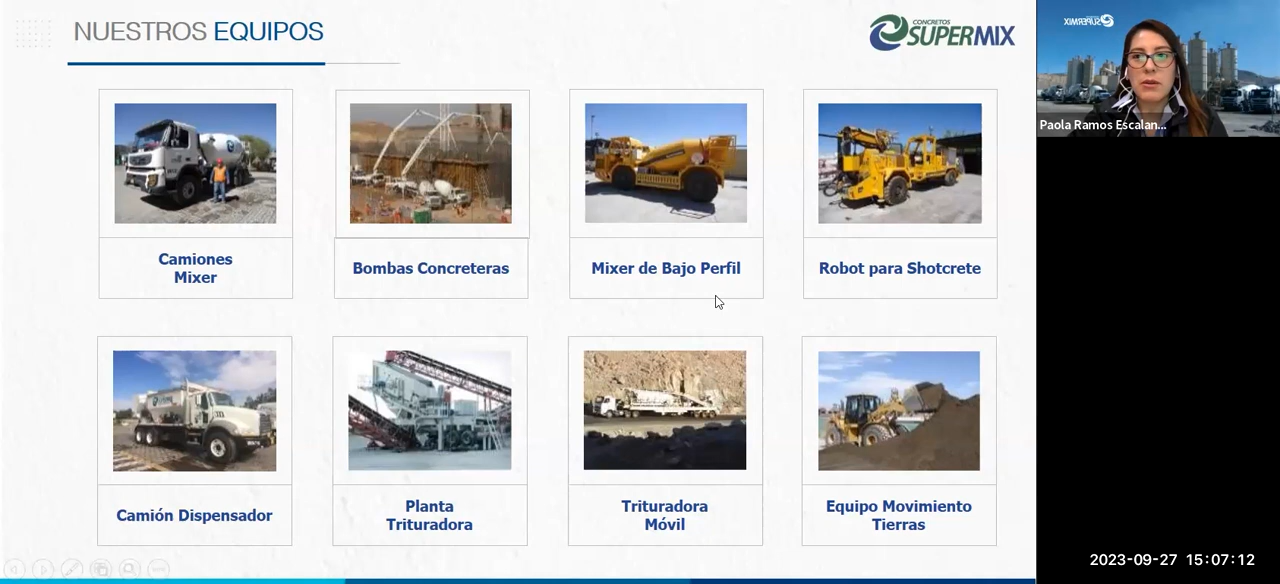 NUESTROS EQUIPOS
CONCRETOS
SUPERMIX
SUPERMIX
Paola Ramos Escalan...
Camiones
Mixer
Bombas Concreteras
Mixer de Bajo Perfil
Robot para Shotcrete
Camión Dispensador
Planta
Trituradora
Trituradora
Móvil
Equipo Movimiento
Tierras
2023-09-27 15:07:12